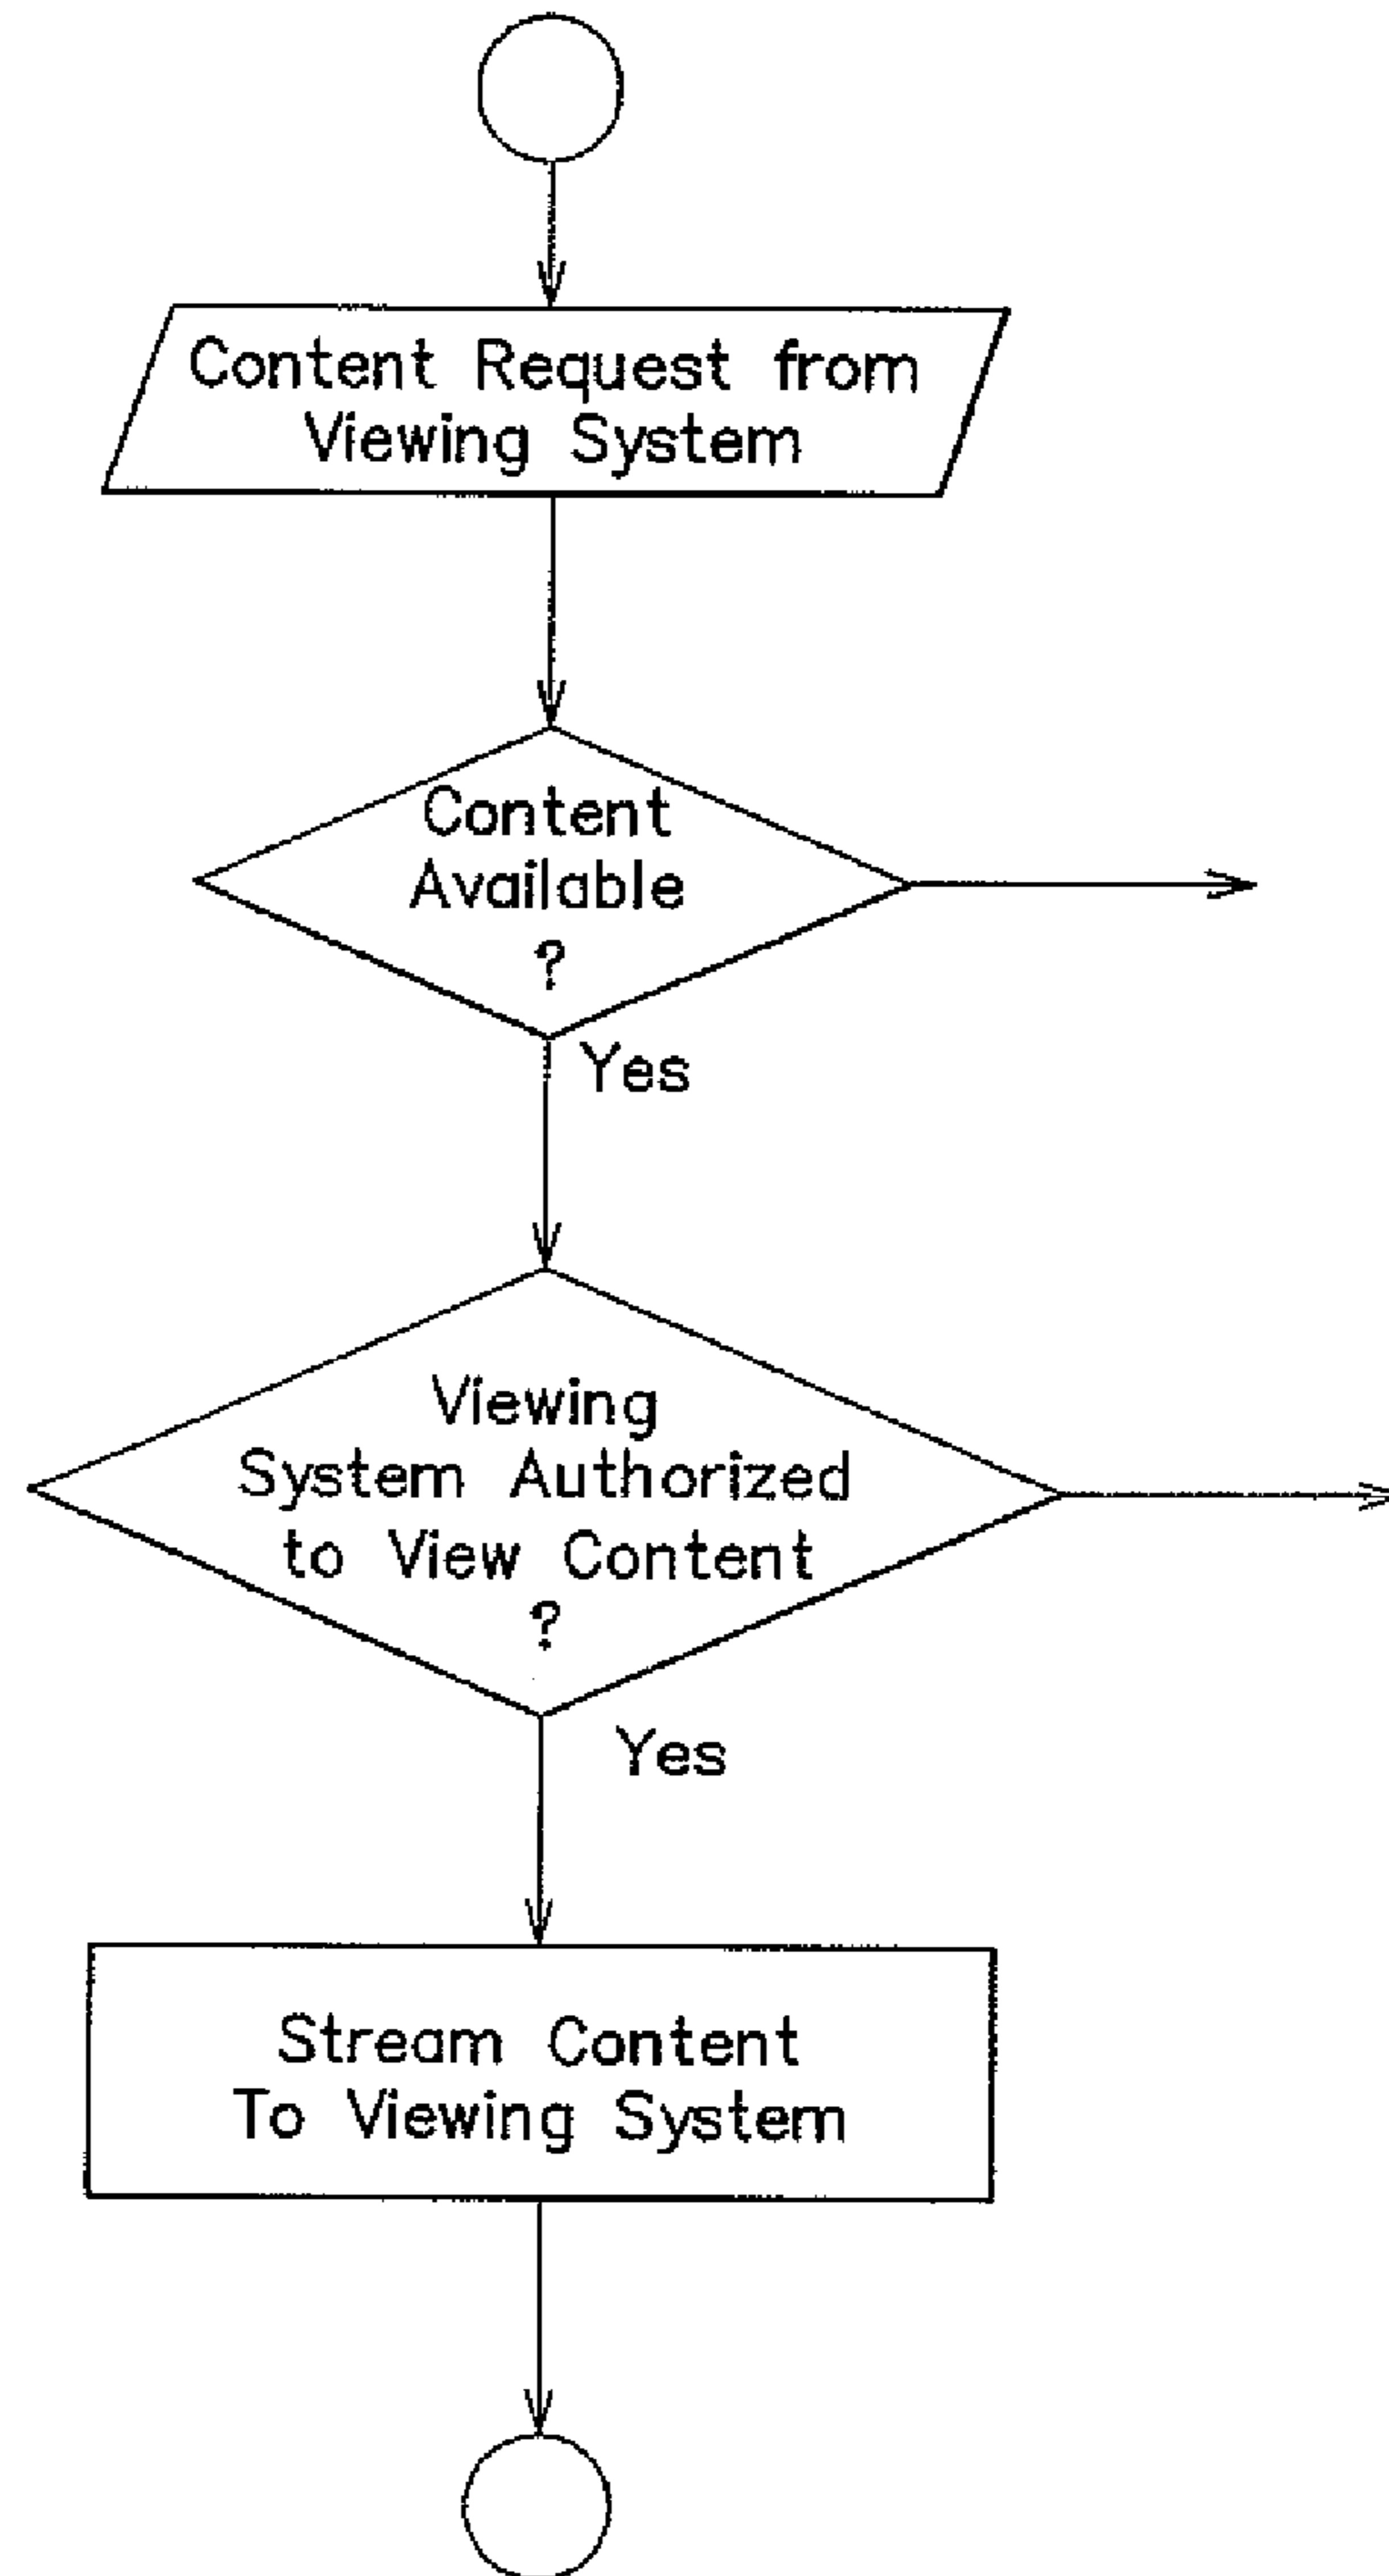 Content Request from
Viewing System
Content
Available
?
Yes
Viewing
System Authorized
to View Content
?
Yes
Stream Content
To Viewing System